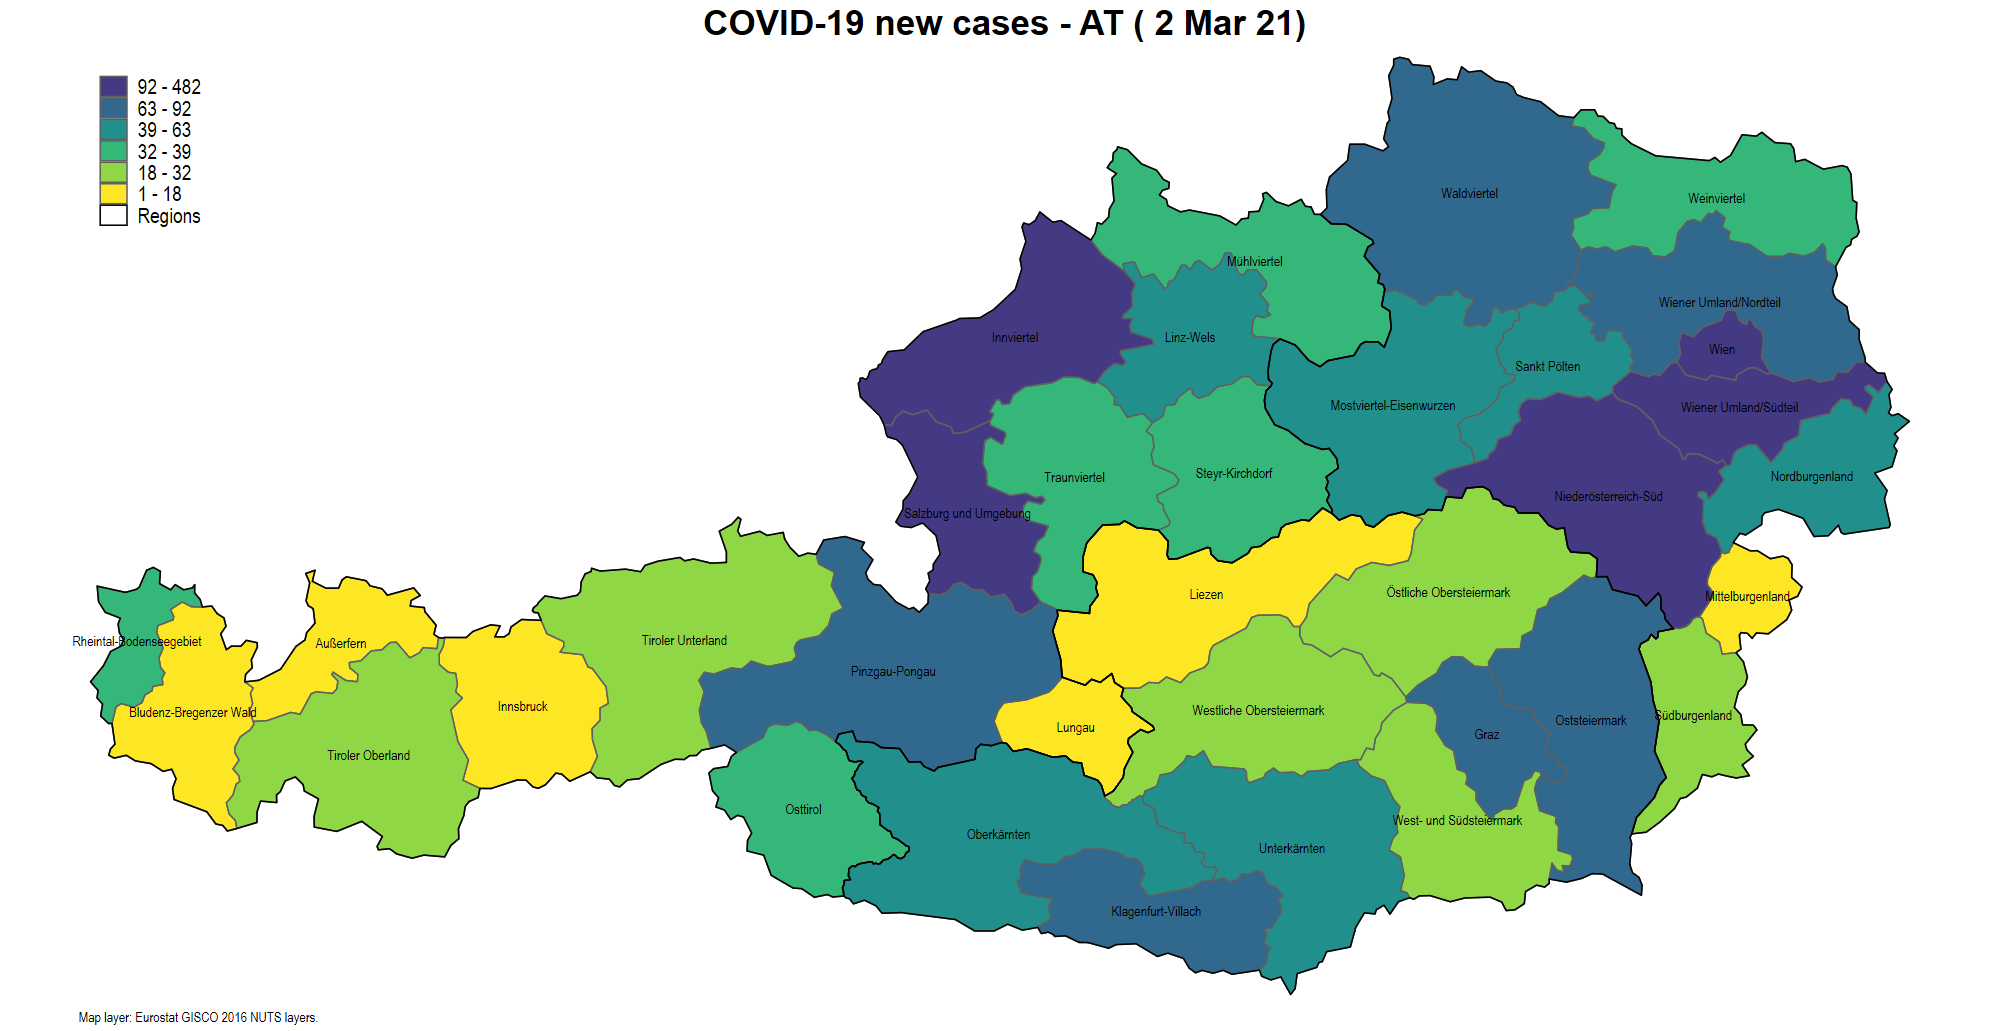 COVID-19 new cases - AT ( 2 Mar 21)
92 - 482
63 - 92
39 - 63
32 - 39
18 - 32
1 - 18
Regions
Waldviertel
Weinviertel
Mühlviertel
Wiener Umland/Nordteil
Innviertel
Linz-Wels
Wien
Sankt Pölten
Mostviertel-Eisenwurzen
Wiener Umland/Südteil
Traunviertel
Steyr-Kirchdorf
Nordburgenland
Niederösterreich-Süd
Salzburg und Umgebung
Liezen
Östliche Obersteiermark
Mittelburgenland
Rheintal-Bodenseegebiet
Außerfern
Tiroler Unterland
Pinzgau-Pongau
Bludenz-Bregenzer Wald
Innsbruck
Westliche Obersteiermark
Südburgenland
Lungau
Oststeiermark
Graz
Tiroler Oberland
Osttirol
West- und Südsteiermark
Oberkärnten
Unterkärnten
Klagenfurt-Villach
Map layer: Eurostat GISCO 2016 NUTS layers.